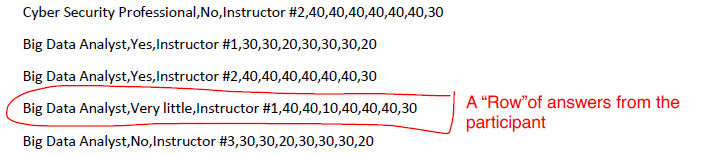 Cyber Security Professional,No,Instructor #2,40,40,40,40,40,40,30
Big Data Analyst,Yes,Instructor #1,30,30,20,30,30,30,20
Big Data Analyst,Yes,Instructor #2,40,40,40,40,40,40,30
Big Data Analyst,Very little,Instructor #1,40,40,10,40,40,40,30
A “Row”of answers from the
participant
Big Data Analyst,No,Instructor #3,30,30,20,30,30,30,20